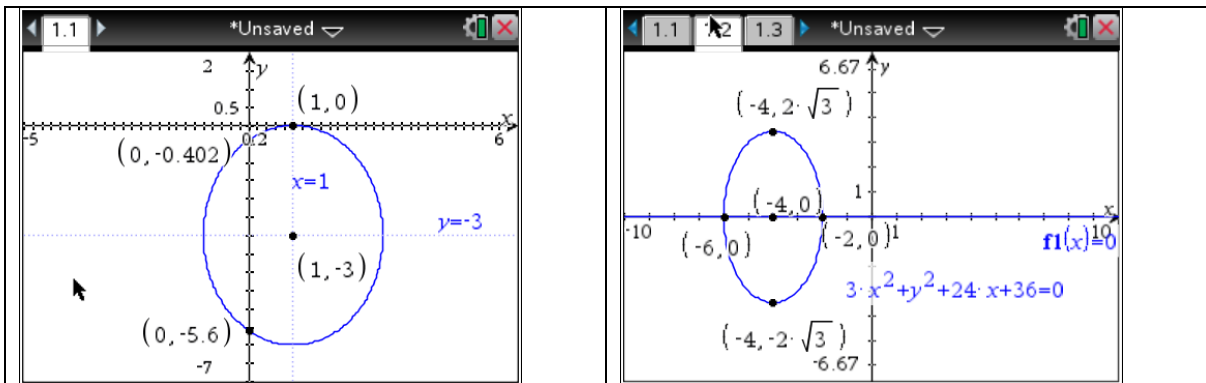 1.1
*Unsaved
2
y
0.5
(1,0)
-5
0.2
6
x
(0,-0.402)
x=1
y=-3
(1,-3)
(0,-5.6)
-7
1.1
1.3
*Unsaved
6.67
y
(-4,2·√3)
1
(-4,0)
x
-10
(-6,0)
(-2,0)
1
10
f1(x)=0
3·x²+y²+24·x+36=0
(-4,-2·√3)
-6.67